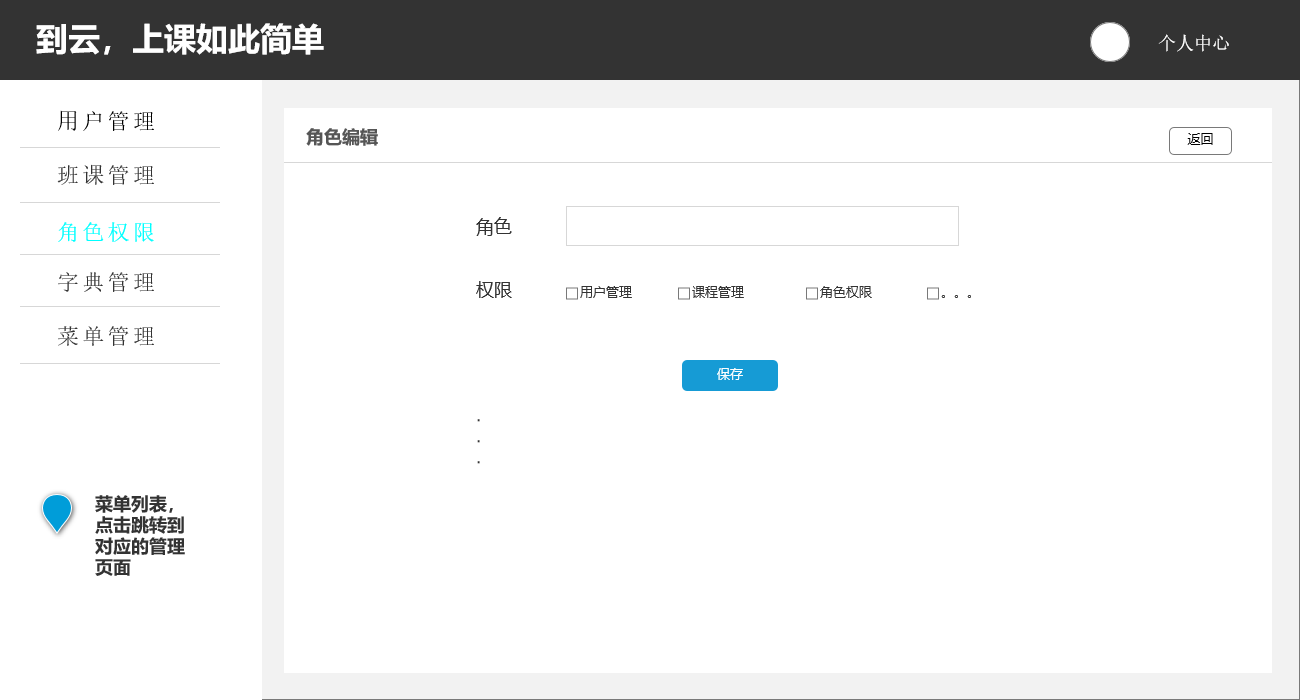 到云，上课如此简单
个人中心
用户管理
班课管理
角色权限
字典管理
菜单管理
菜单列表，
点击跳转到
对应的管理
页面
角色编辑
返回
角色
权限
用户管理
课程管理
角色权限
。。。
保存
.
.
.